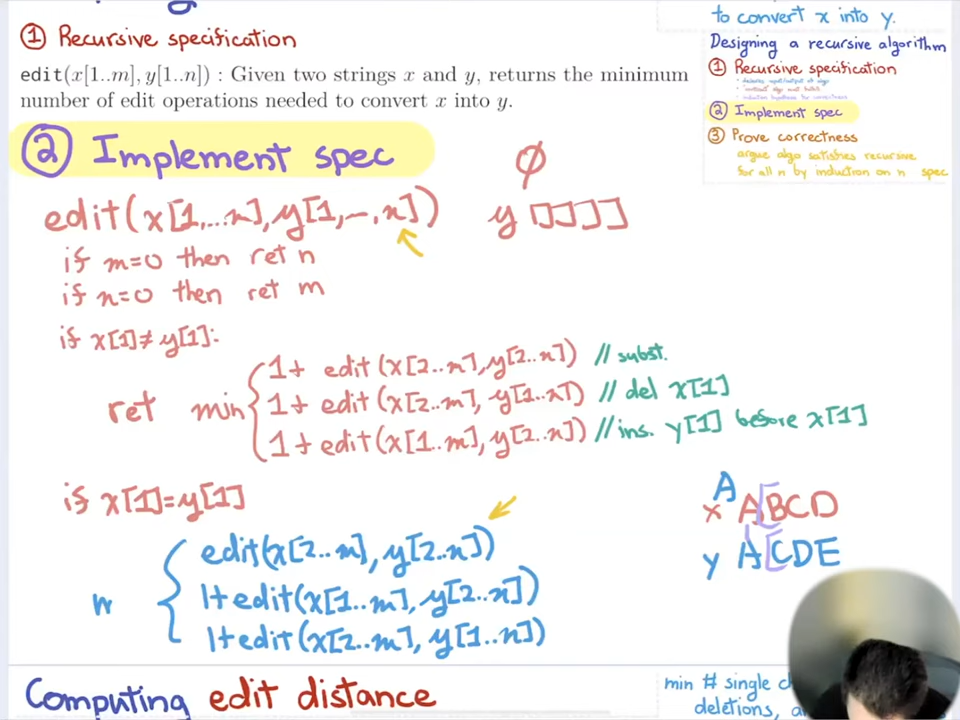 to convert x into y.
Designing a recursive algorithm
① Recursive specification
② Implement spec
③ Prove correctness
argue algo satisfies recursive
for all n by induction on n spec
① Recursive specification
edit(x[1..m], y[1..n]) : Given two strings x and y, returns the minimum
number of edit operations needed to convert x into y.
② Implement spec
edit(x[1,...n],y[1,...,n]) y []]]]
∅
if m=0 then ret n
if n=0 then ret m
if x[1]≠y[1]:
ret min { 1+ edit(x[2..m],y[2..n]) // subst.
1+ edit(x[2..m], y[1..n]) // del x[1]
1+ edit(x[1..m], y[2..n]) // ins. y[1] before x[1]
if x[1]=y[1]
edit(x[2..m], y[2..n])
1+edit(x[1..m], y[2..n])
1+edit(x[2..m], y[1..n])
A
x A[BCD
y A[CDE
Computing edit distance
min # single
deletions,